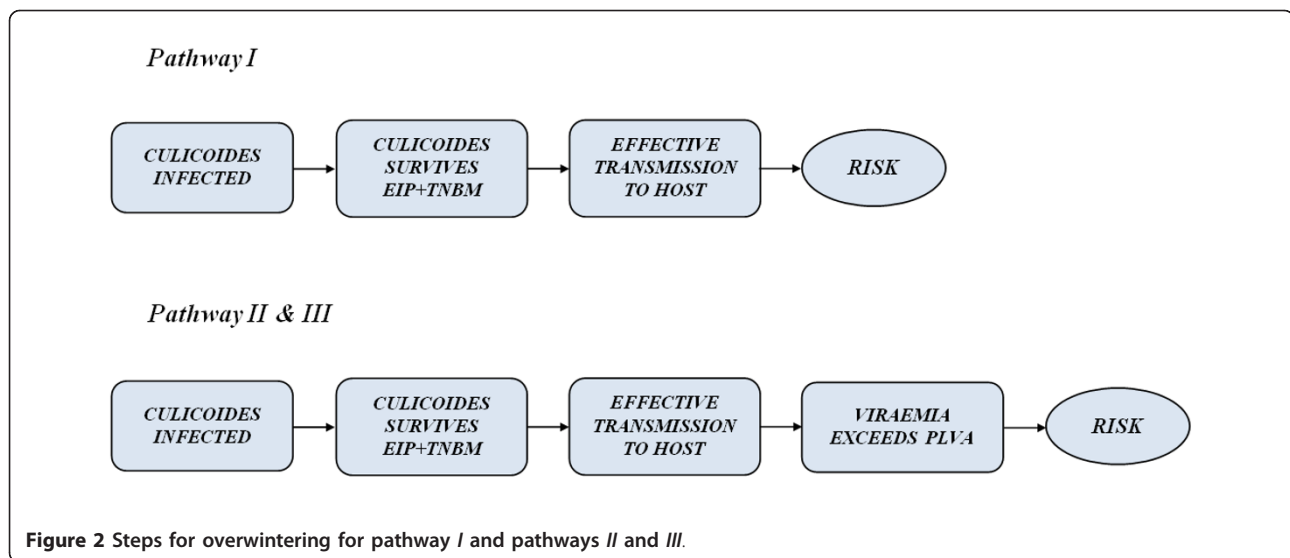 Pathway I
CULICOIDES
INFECTED
CULICOIDES
SURVIVES
EIP+TNBM
EFFECTIVE
TRANSMISSION
TO HOST
RISK
Pathway II & III
CULICOIDES
INFECTED
CULICOIDES
SURVIVES
EIP+TNBM
EFFECTIVE
TRANSMISSION
TO HOST
VIRAEMIA
EXCEEDS PLVA
RISK
Figure 2 Steps for overwintering for pathway I and pathways II and III.